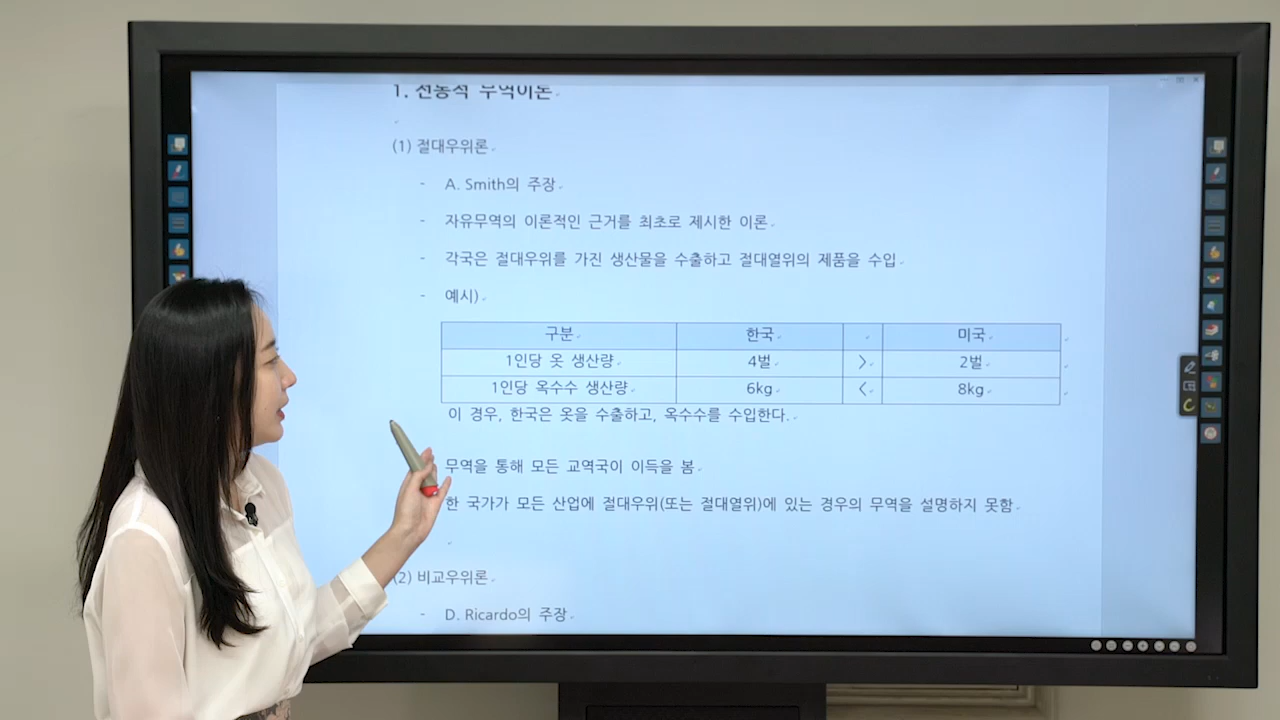 1. 전통적 무역이론
(1) 절대우위론
- A. Smith의 주장
- 자유무역의 이론적인 근거를 최초로 제시한 이론
- 각국은 절대우위를 가진 생산물을 수출하고 절대열위의 제품을 수입
- 예시)
구분 한국 미국
1인당 옷 생산량 4벌 > 2벌
1인당 옥수수 생산량 6kg < 8kg
이 경우, 한국은 옷을 수출하고, 옥수수를 수입한다.
무역을 통해 모든 교역국이 이득을 봄
한 국가가 모든 산업에 절대우위(또는 절대열위)에 있는 경우의 무역을 설명하지 못함
(2) 비교우위론
- D. Ricardo의 주장